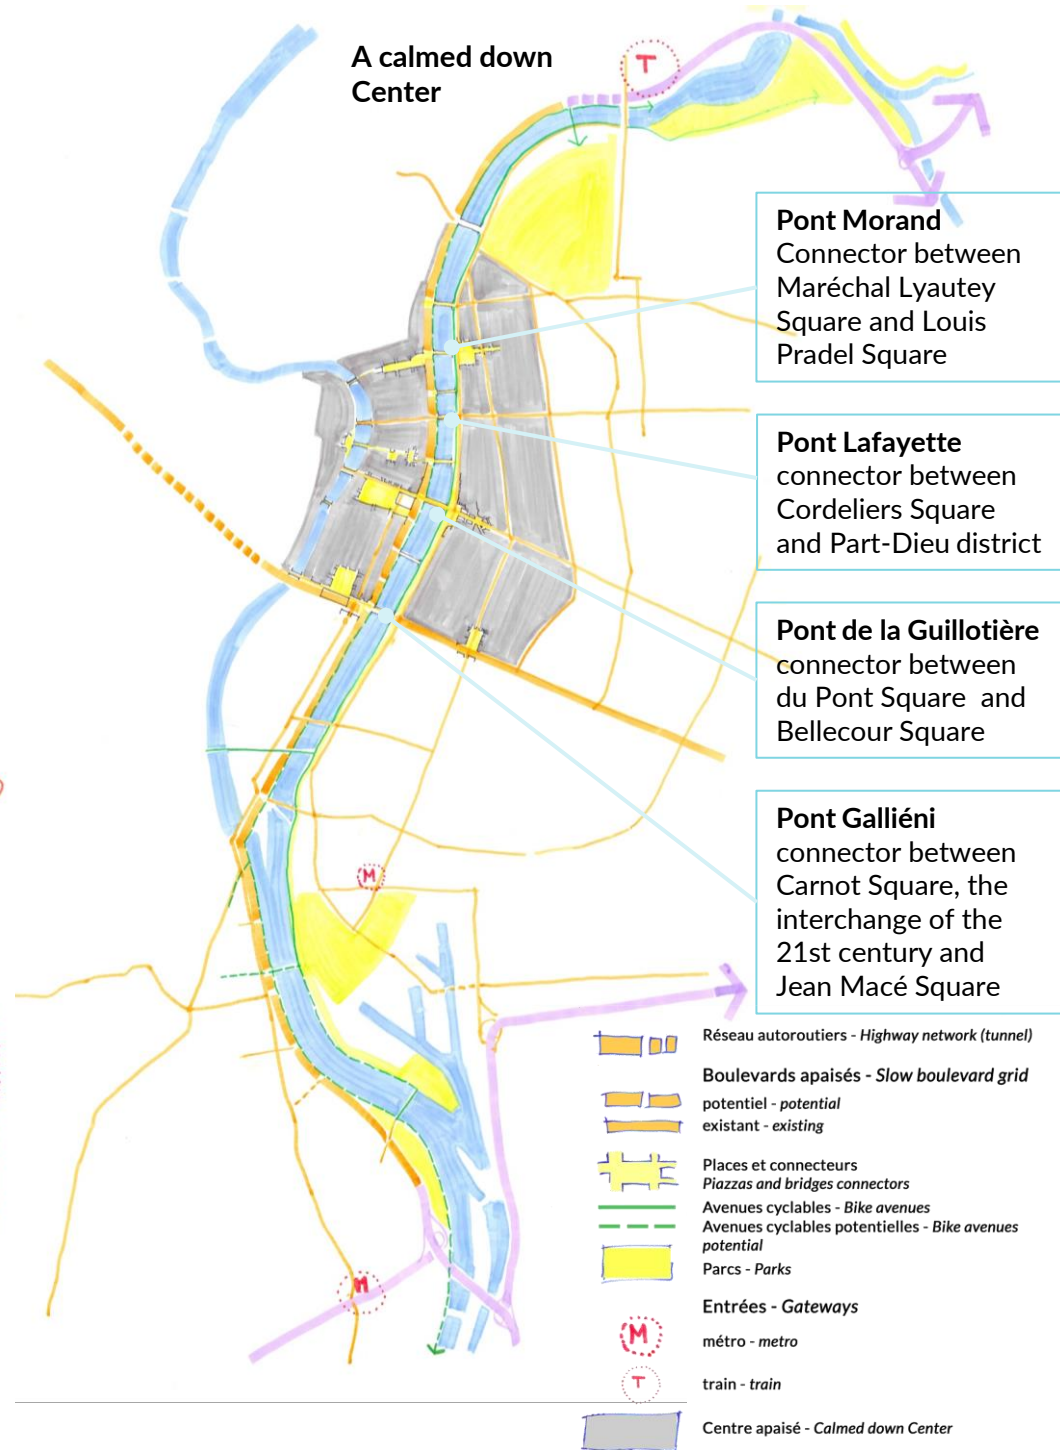 A calmed down
Center
T
Pont Morand
Connector between
Maréchal Lyautey
Square and Louis
Pradel Square
Pont Lafayette
connector between
Cordeliers Square
and Part-Dieu district
Pont de la Guillotière
connector between
du Pont Square and
Bellecour Square
Pont Galliéni
connector between
Carnot Square, the
interchange of the
21st century and
Jean Macé Square
M
M
Réseau autoroutiers - Highway network (tunnel)
Boulevards apaisés - Slow boulevard grid
potentiel - potential
existant - existing
Places et connecteurs
Piazzas and bridges connectors
Avenues cyclables - Bike avenues
Avenues cyclables potentielles - Bike avenues
potential
Parcs - Parks
Entrées - Gateways
M
métro - metro
T
train - train
Centre apaisé - Calmed down Center